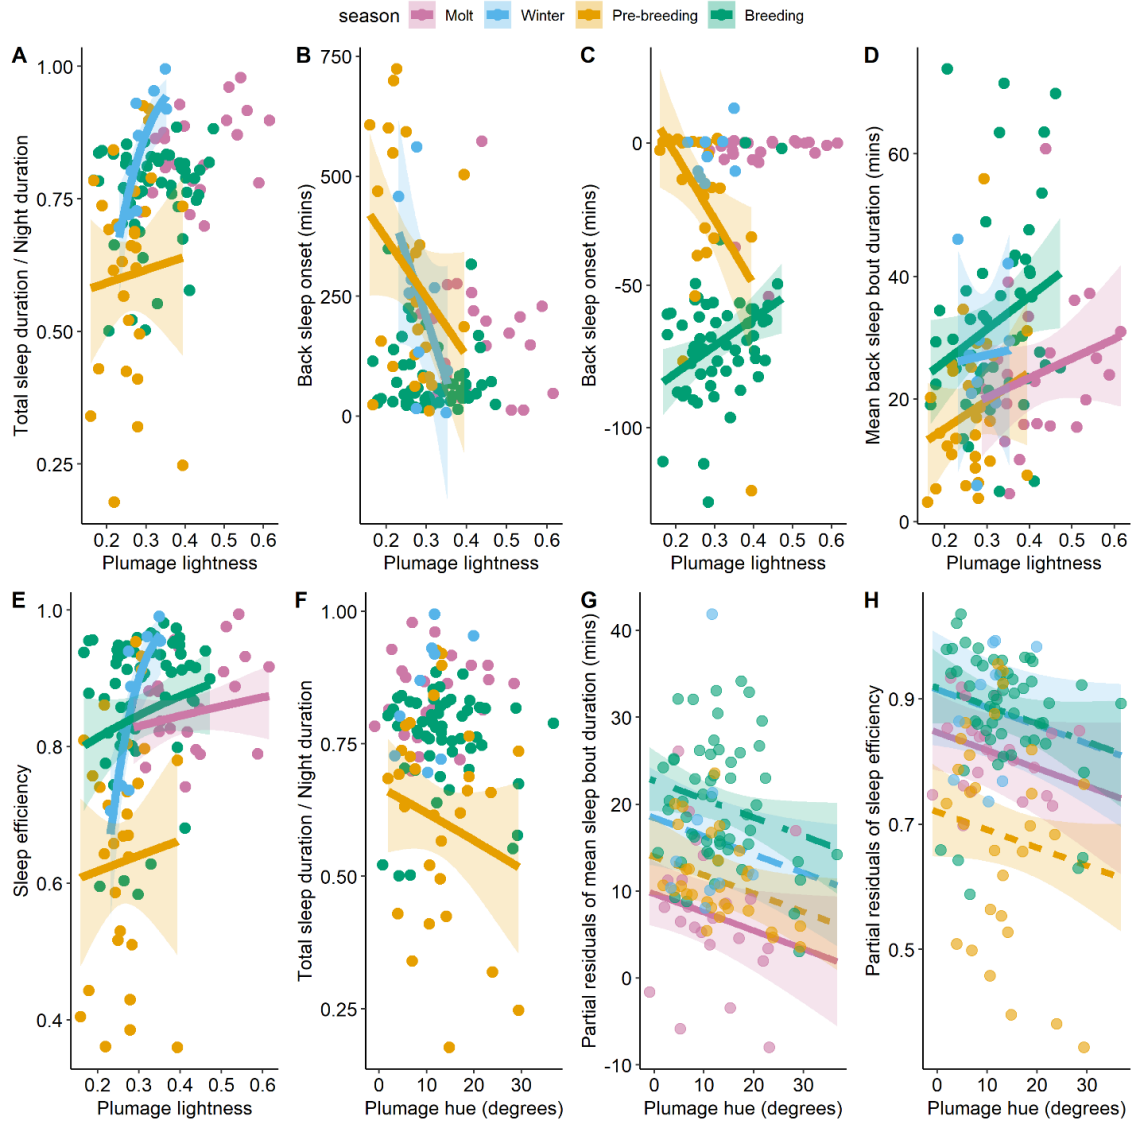 season Molt Winter Pre-breeding Breeding
A
Total sleep duration / Night duration
1.00
0.75
0.50
0.25
0.2 0.3 0.4 0.5 0.6
Plumage lightness
B
Back sleep onset (mins)
750
500
250
0
0.2 0.3 0.4 0.5 0.6
Plumage lightness
C
Back sleep onset (mins)
0
-50
-100
0.2 0.3 0.4 0.5 0.6
Plumage lightness
D
Mean back sleep bout duration (mins)
60
40
20
0
0.2 0.3 0.4 0.5 0.6
Plumage lightness
E
Sleep efficiency
1.0
0.8
0.6
0.4
0.2 0.3 0.4 0.5 0.6
Plumage lightness
F
Total sleep duration / Night duration
1.00
0.75
0.50
0.25
0 10 20 30
Plumage hue (degrees)
G
Partial residuals of mean sleep bout duration (mins)
40
30
20
10
0
-10
0 10 20 30
Plumage hue (degrees)
H
Partial residuals of sleep efficiency
0.9
0.7
0.5
0 10 20 30
Plumage hue (degrees)